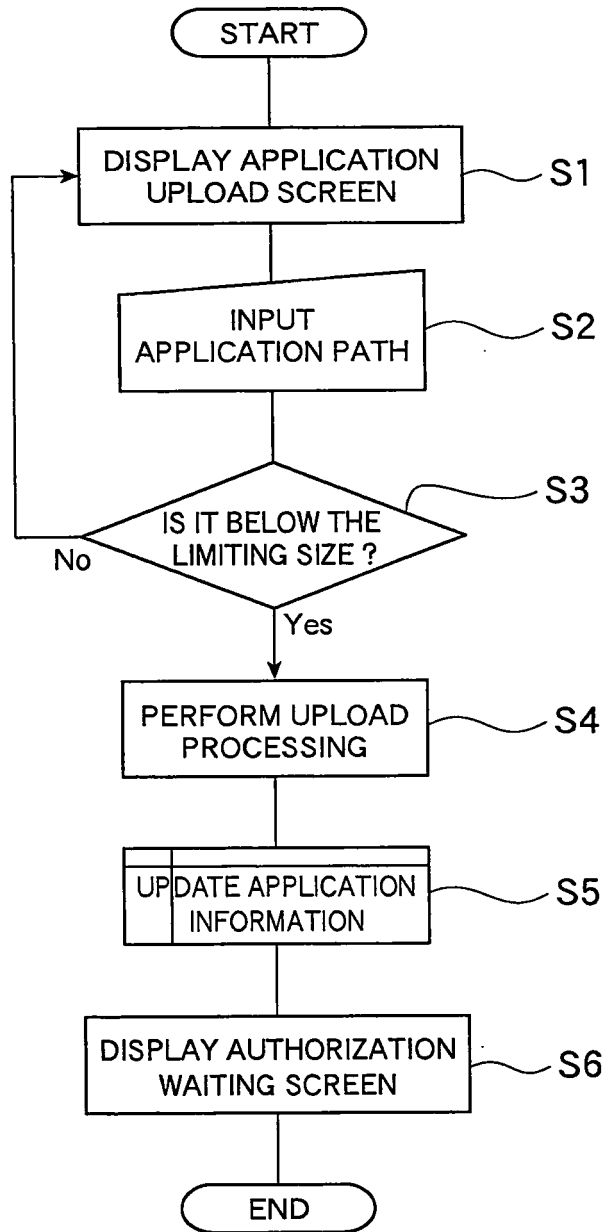 START
DISPLAY APPLICATION
UPLOAD SCREEN
S1
INPUT
APPLICATION PATH
S2
IS IT BELOW THE
LIMITING SIZE ?
S3
No
Yes
PERFORM UPLOAD
PROCESSING
S4
UPDATE APPLICATION
INFORMATION
S5
DISPLAY AUTHORIZATION
WAITING SCREEN
S6
END